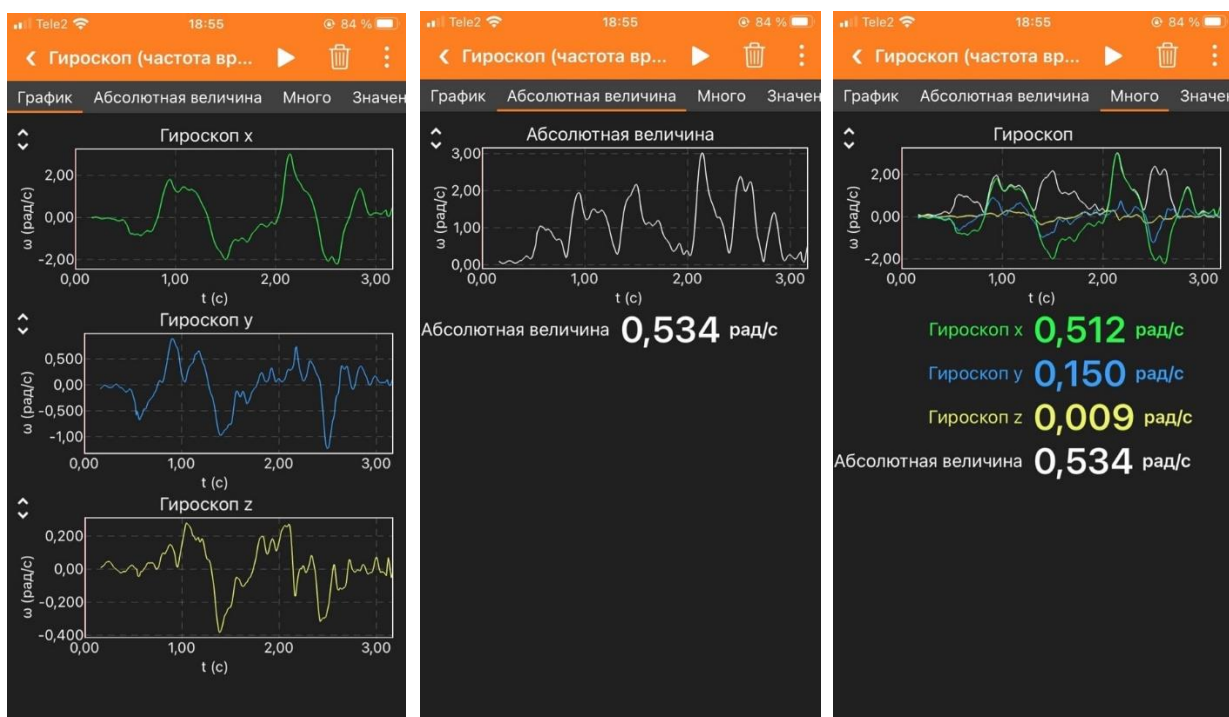 Tele2 18:55 84 %
Гироскоп (частота вр...
График Абсолютная величина Много Значен
Гироскоп x
2,00
0,00
-2,00
ω (рад/с)
0,00 1,00 2,00 3,00
t (с)
Гироскоп y
0,500
0,00
-0,500
-1,00
ω (рад/с)
0,00 1,00 2,00 3,00
t (с)
Гироскоп z
0,200
0,00
-0,200
-0,400
ω (рад/с)
0,00 1,00 2,00 3,00
t (с)
Tele2 18:55 84 %
Гироскоп (частота вр...
График Абсолютная величина Много Значен
Абсолютная величина
3,00
2,00
1,00
0,00
ω (рад/с)
0,00 1,00 2,00 3,00
t (с)
Абсолютная величина 0,534 рад/с
Tele2 18:55 84 %
Гироскоп (частота вр...
График Абсолютная величина Много Значен
Гироскоп
2,00
0,00
-2,00
ω (рад/с)
0,00 1,00 2,00 3,00
t (с)
Гироскоп x 0,512 рад/с
Гироскоп y 0,150 рад/с
Гироскоп z 0,009 рад/с
Абсолютная величина 0,534 рад/с